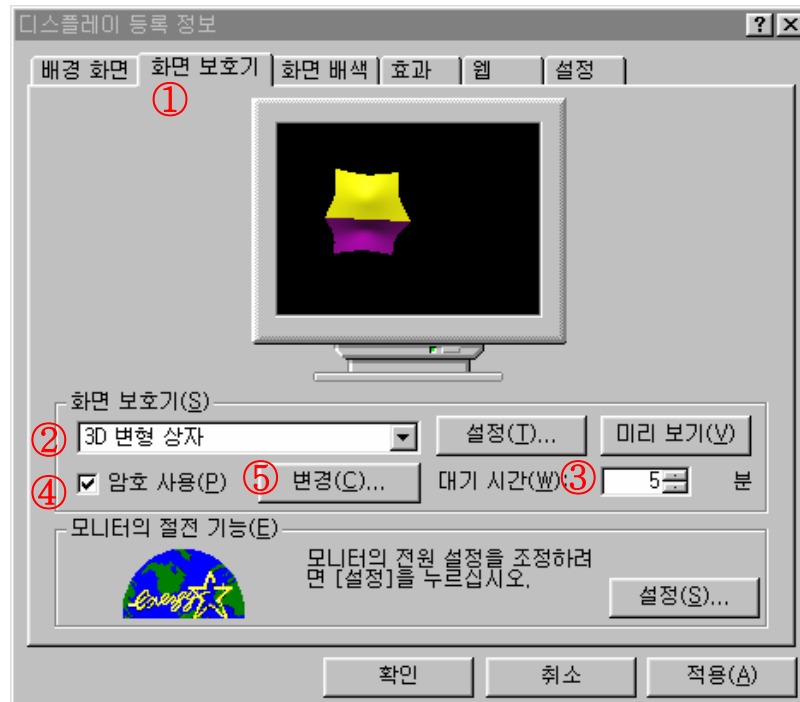 디스플레이 등록 정보
배경 화면 화면 보호기 화면 배색 효과 웹 설정
①
화면 보호기(S)
② 3D 변형 상자 설정(T)... 미리 보기(V)
④ 암호 사용(P) ⑤ 변경(C)... 대기 시간(W): ③ 5 분
모니터의 절전 기능(E)
모니터의 전원 설정을 조정하려
면 [설정]을 누르십시오.
energy
설정(S)...
확인 취소 적용(A)